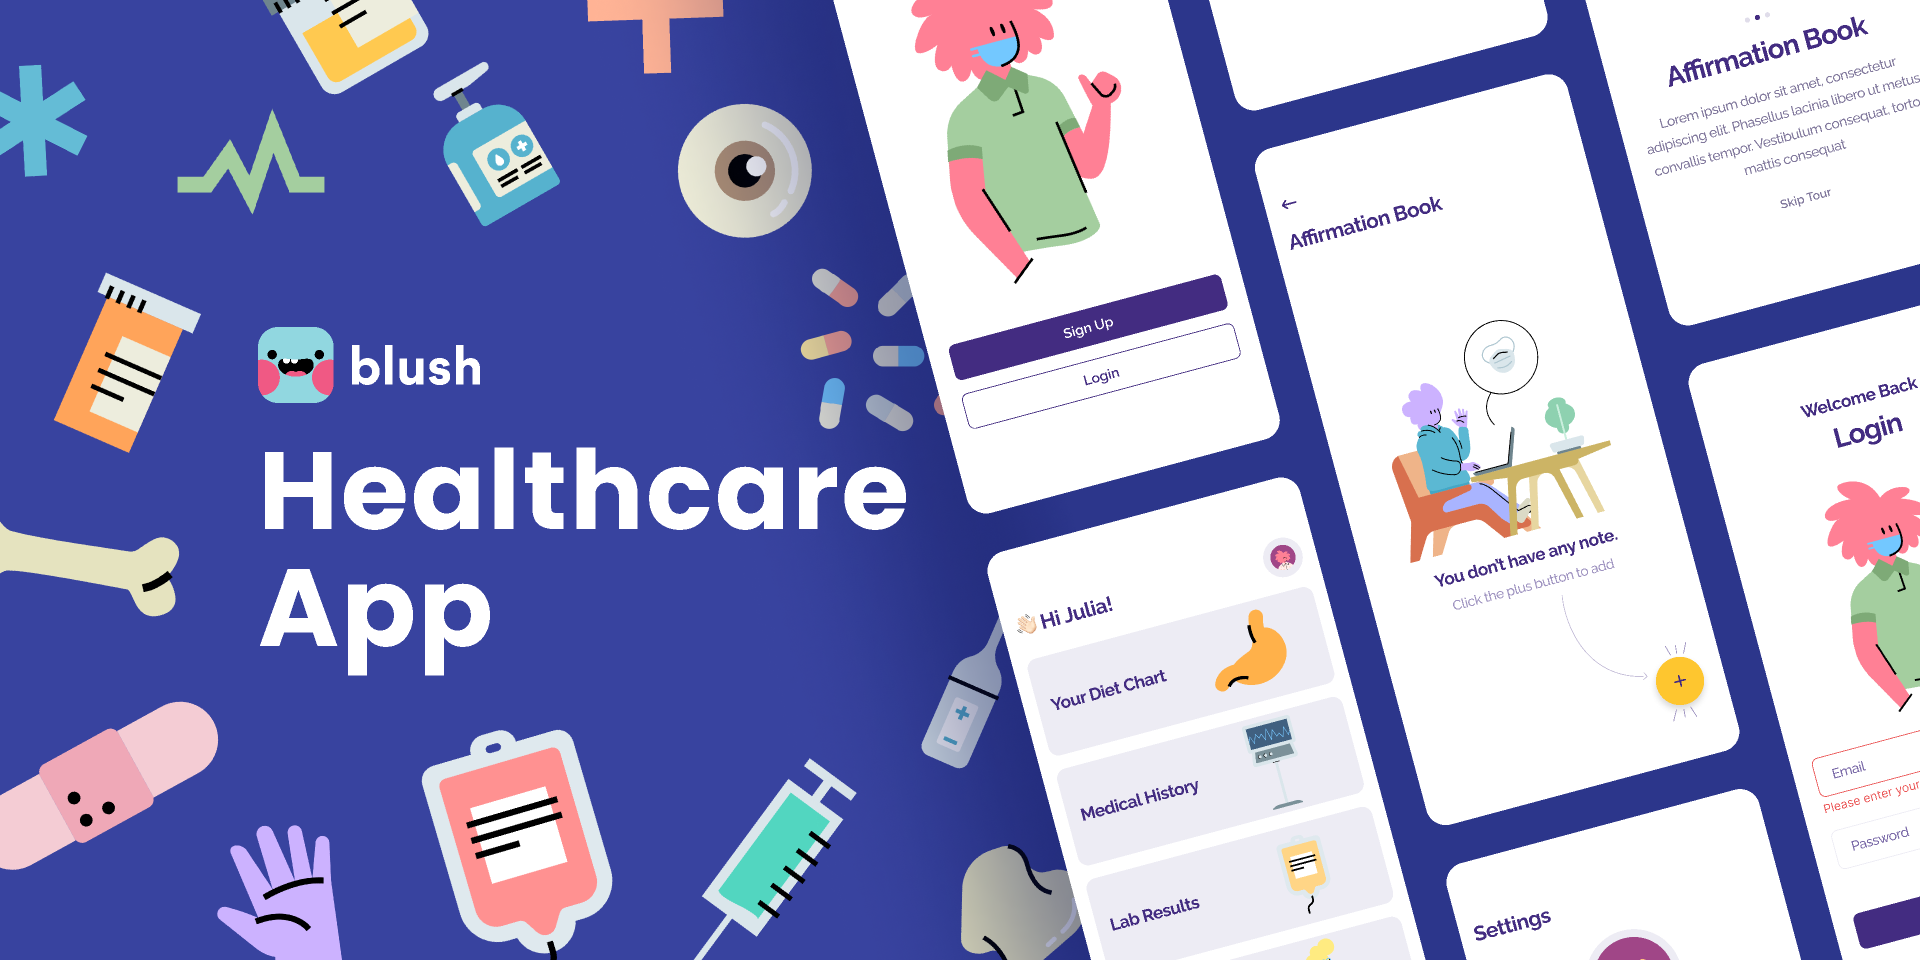 blush
Healthcare
App
Sign Up
Login
👋🏻 Hi Julia!
Your Diet Chart
Medical History
Lab Results
Affirmation Book
You don't have any note.
Click the plus button to add
+
Settings
Affirmation Book
Lorem ipsum dolor sit amet, consectetur
adipiscing elit. Phasellus lacinia libero ut metus
convallis tempor. Vestibulum consequat, torto
mattis consequat
Skip Tour
Welcome Back
Login
Email
Please enter your
Password